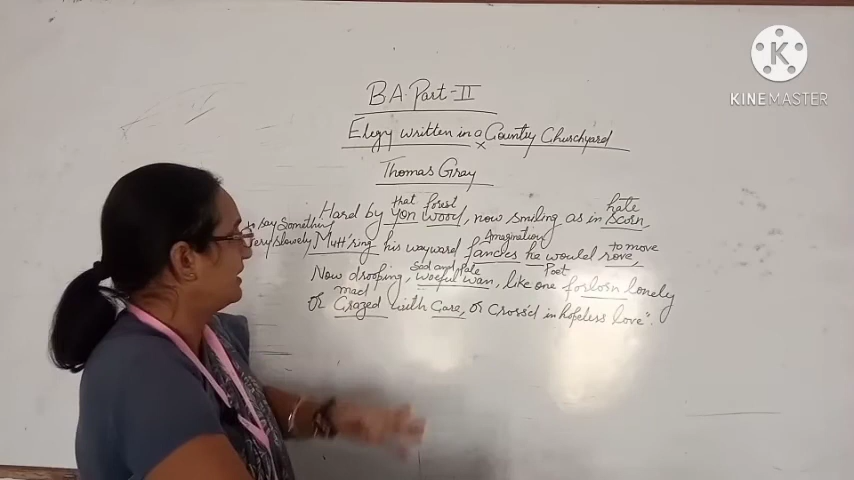 KINEMASTER
B.A. Part-II
Elegy written in a Country Churchyard
x
Thomas Gray
that forest hate
Hard by yon wood, now smiling as in scorn,
to say Something Imagination to move
very slowely Mutt'ring his wayward fancies he would rove,
Sad and Pale Poet
Now drooping, woeful wan, like one forlorn lonely
mad
or Crazed with Care, or Cross'd in hopeless love".